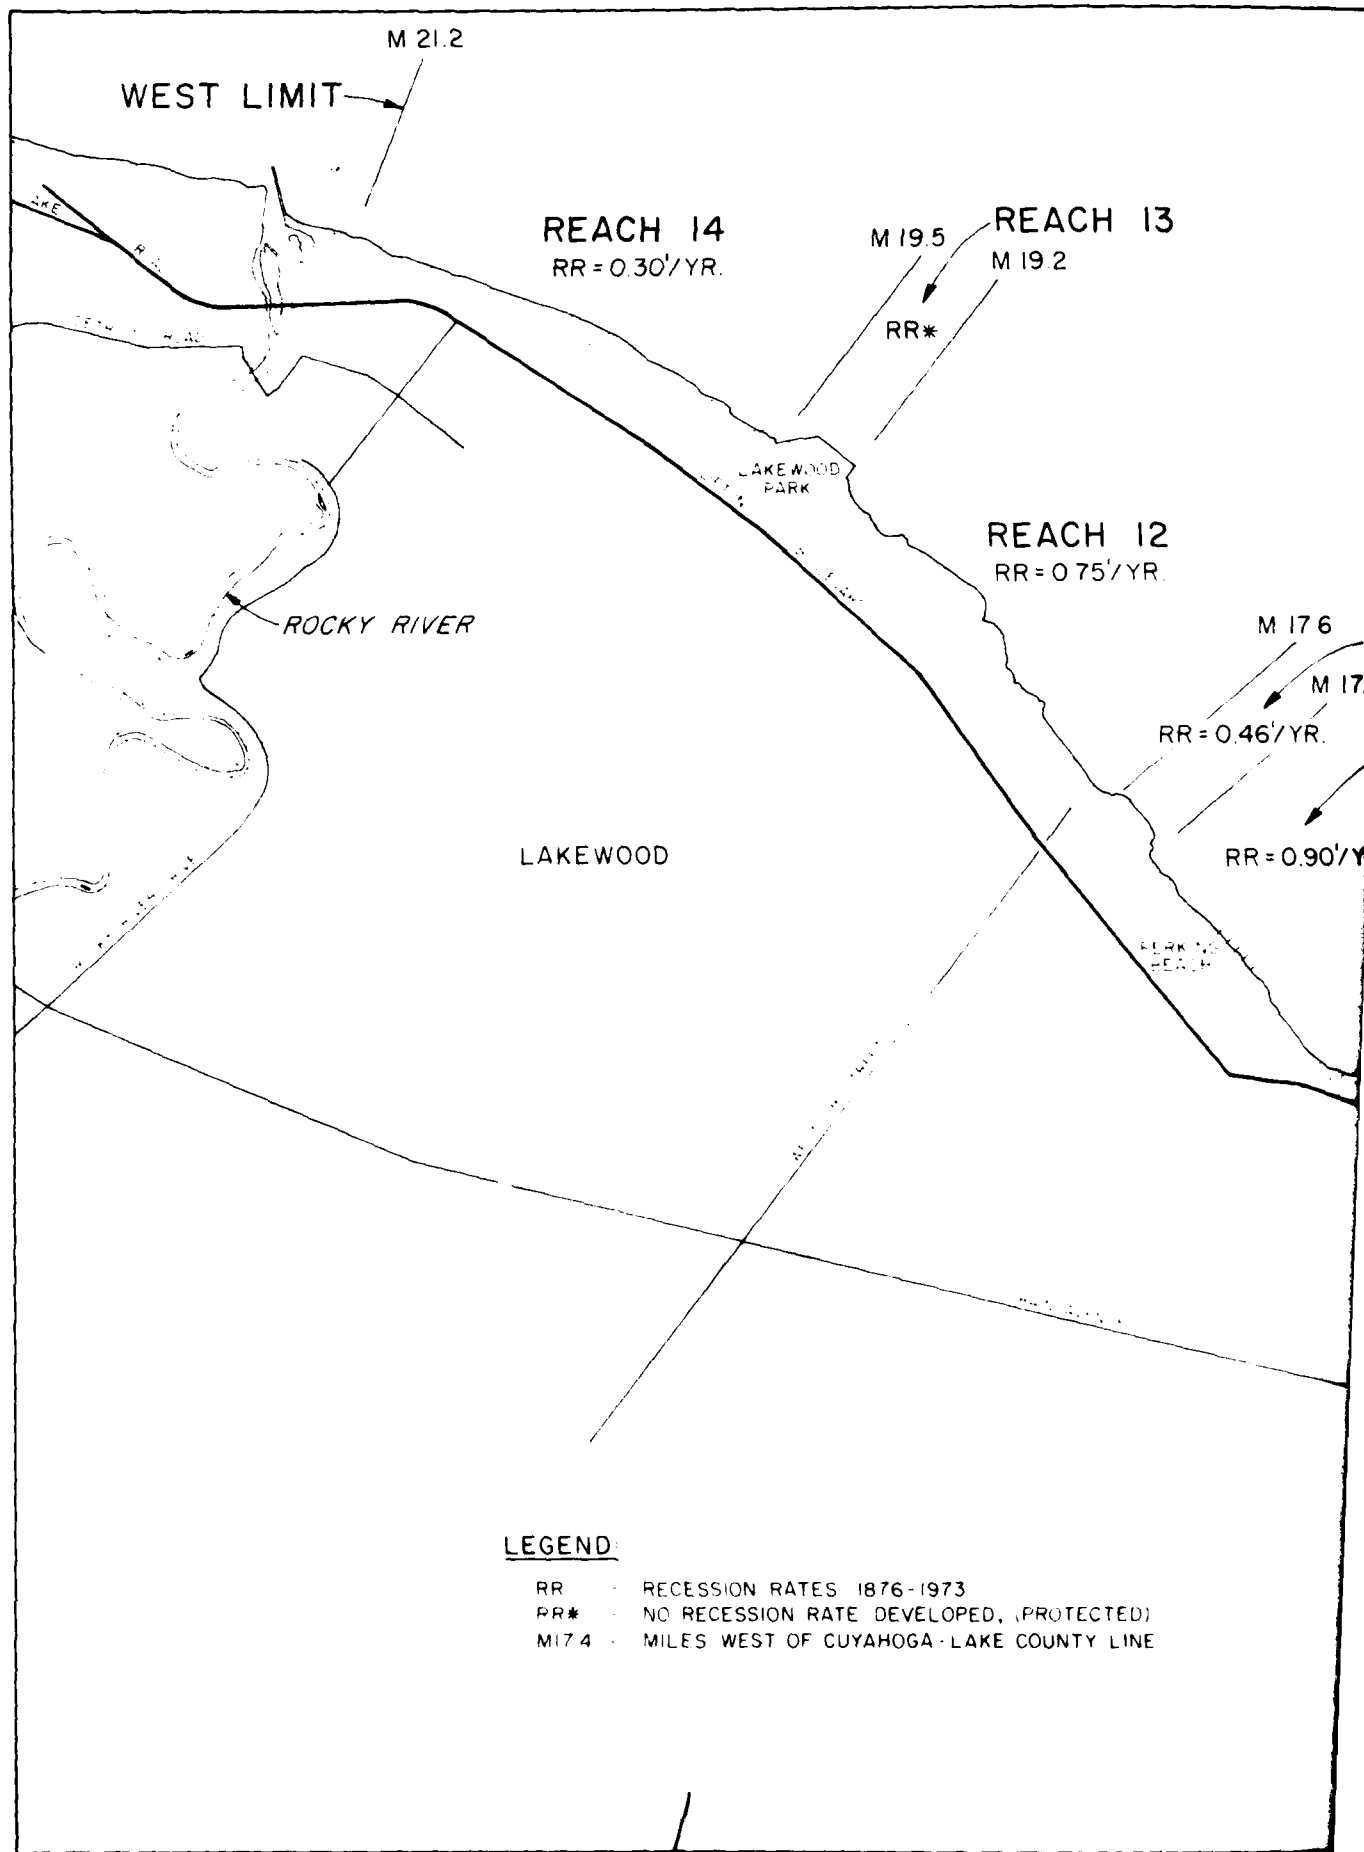 M 21.2
WEST LIMIT
REACH 14
RR = 0.30'/YR.
M 19.5
REACH 13
M 19.2
RR*
LAKEWOOD
PARK
REACH 12
RR = 0.75'/YR.
ROCKY RIVER
M 17.6
M 17.
RR = 0.46'/YR.
RR = 0.90'/Y
LAKEWOOD
PERKINS
BEACH
LEGEND:
RR - RECESSION RATES 1876-1973
RR* - NO RECESSION RATE DEVELOPED, (PROTECTED)
M17.4 - MILES WEST OF CUYAHOGA-LAKE COUNTY LINE